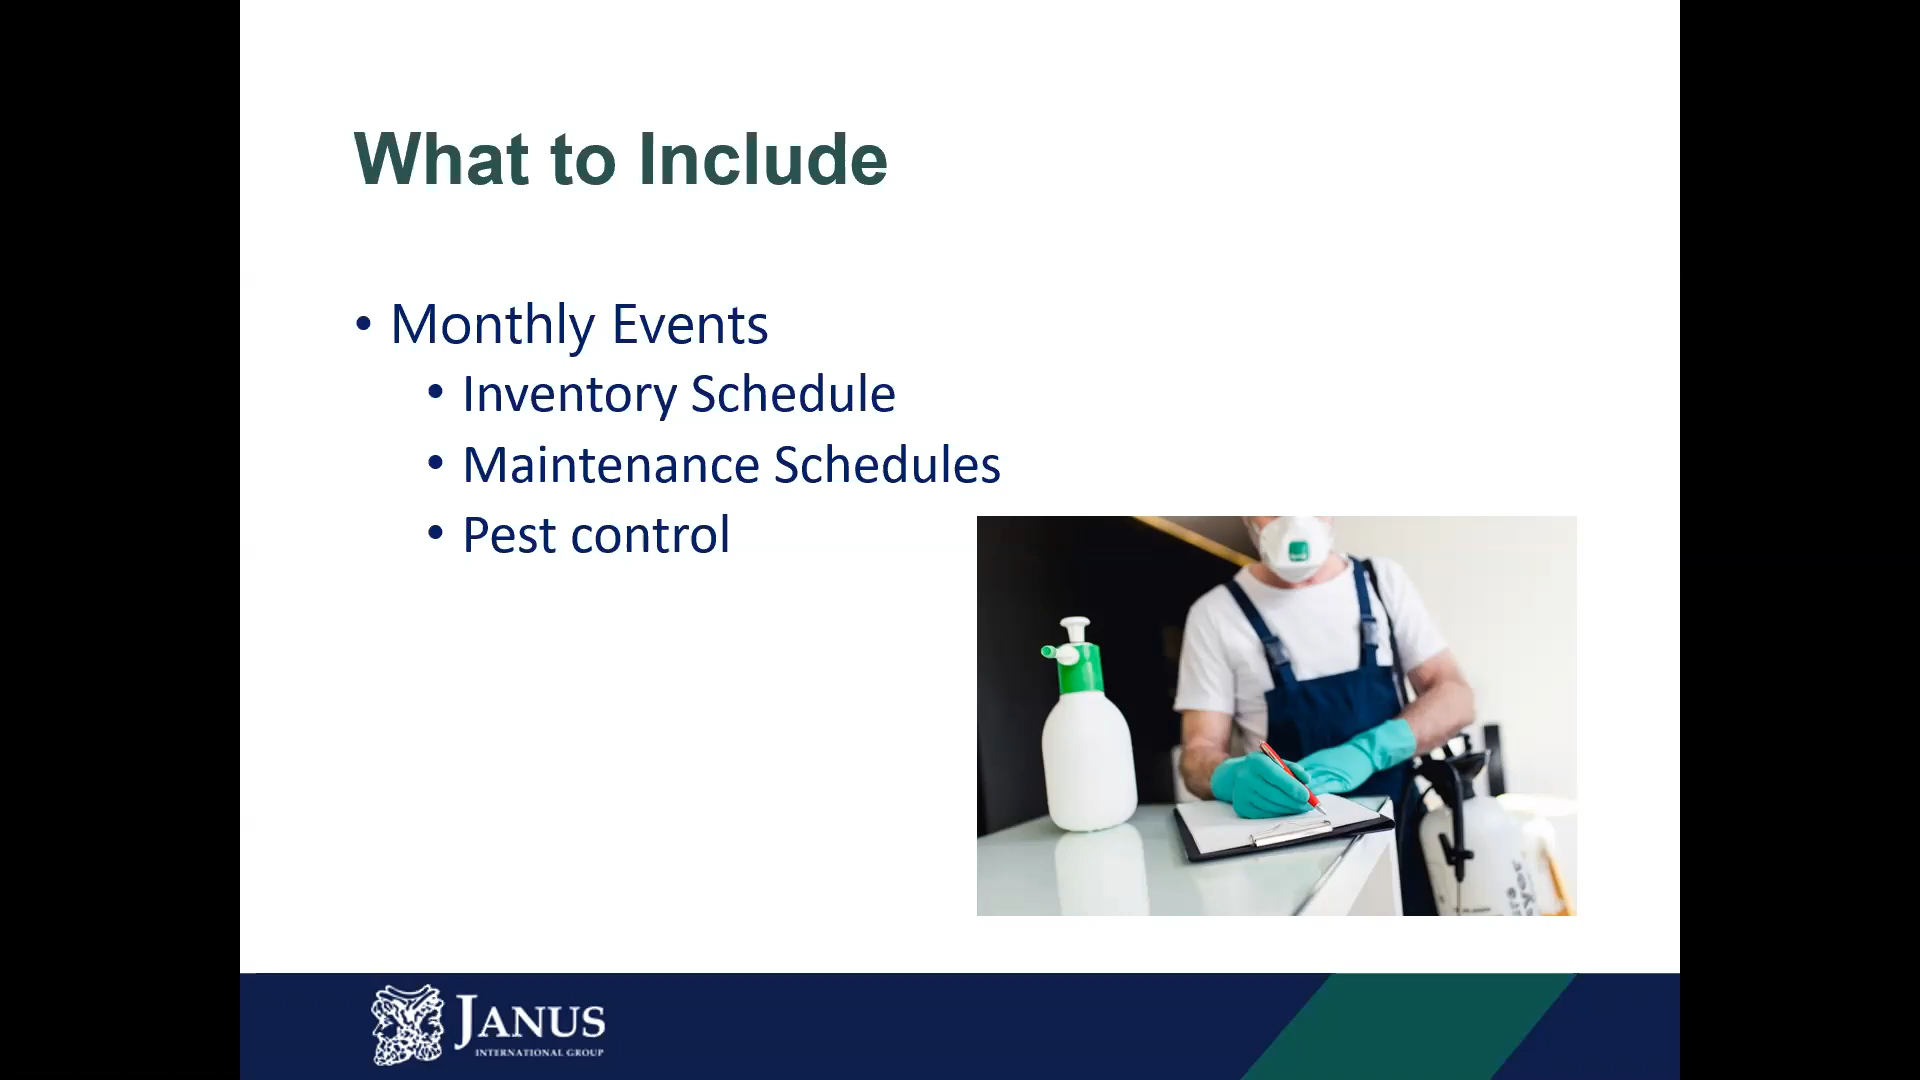 What to Include
• Monthly Events
• Inventory Schedule
• Maintenance Schedules
• Pest control
JANUS
INTERNATIONAL GROUP